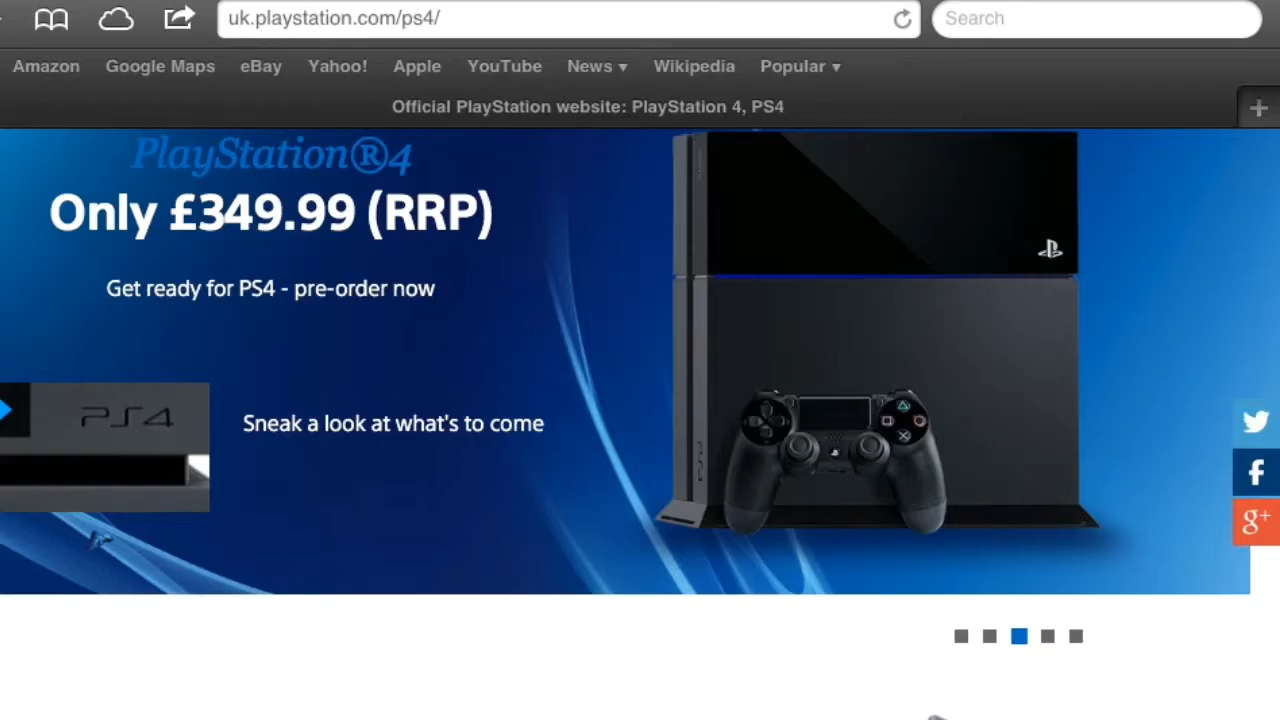 uk.playstation.com/ps4/
Search
Amazon Google Maps eBay Yahoo! Apple YouTube News Wikipedia Popular
Official PlayStation website: PlayStation 4, PS4
PlayStation®4
Only £349.99 (RRP)
Get ready for PS4 - pre-order now
PS4
Sneak a look at what's to come